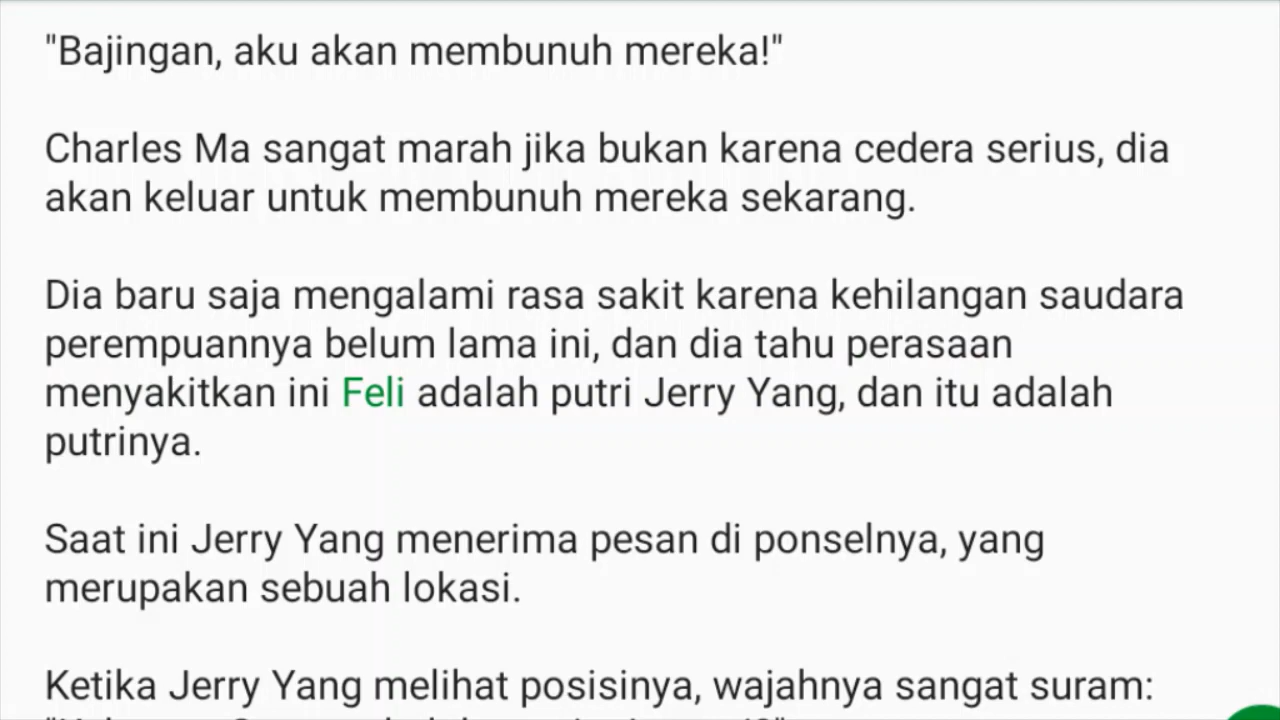 "Bajingan, aku akan membunuh mereka!"
Charles Ma sangat marah jika bukan karena cedera serius, dia
akan keluar untuk membunuh mereka sekarang.
Dia baru saja mengalami rasa sakit karena kehilangan saudara
perempuannya belum lama ini, dan dia tahu perasaan
menyakitkan ini Feli adalah putri Jerry Yang, dan itu adalah
putrinya.
Saat ini Jerry Yang menerima pesan di ponselnya, yang
merupakan sebuah lokasi.
Ketika Jerry Yang melihat posisinya, wajahnya sangat suram: